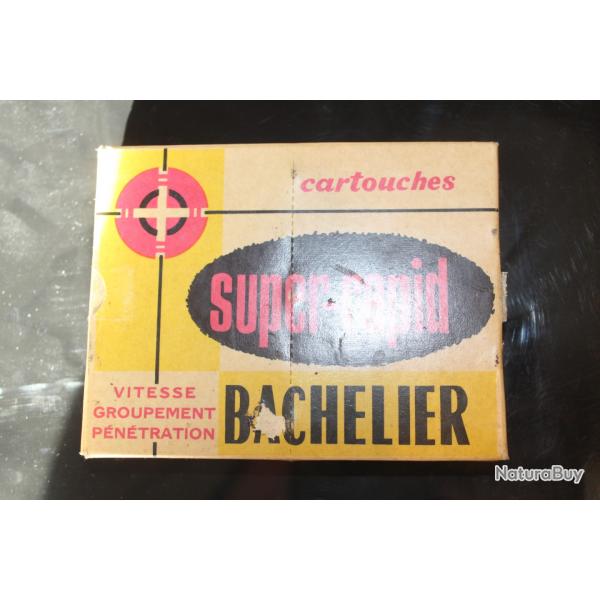 cartouches
super-rapid
VITESSE
GROUPEMENT
PÉNÉTRATION
BACHELIER
NaturaBuy